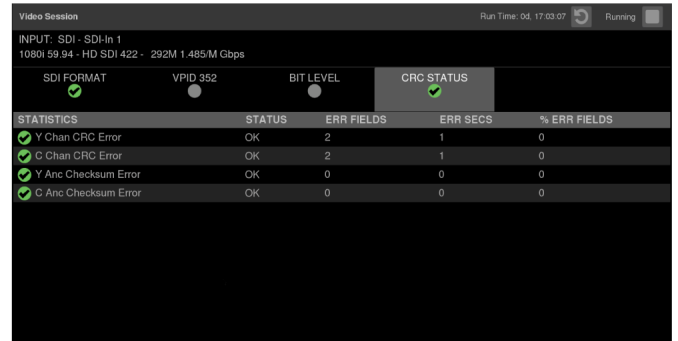 Video Session Run Time: 0d, 17:03:07 Running
INPUT: SDI - SDI-In 1
1080i 59.94 - HD SDI 422 - 292M 1.485/M Gbps
SDI FORMAT VPID 352 BIT LEVEL CRC STATUS
STATISTICS STATUS ERR FIELDS ERR SECS % ERR FIELDS
Y Chan CRC Error OK 2 1 0
C Chan CRC Error OK 2 1 0
Y Anc Checksum Error OK 0 0 0
C Anc Checksum Error OK 0 0 0